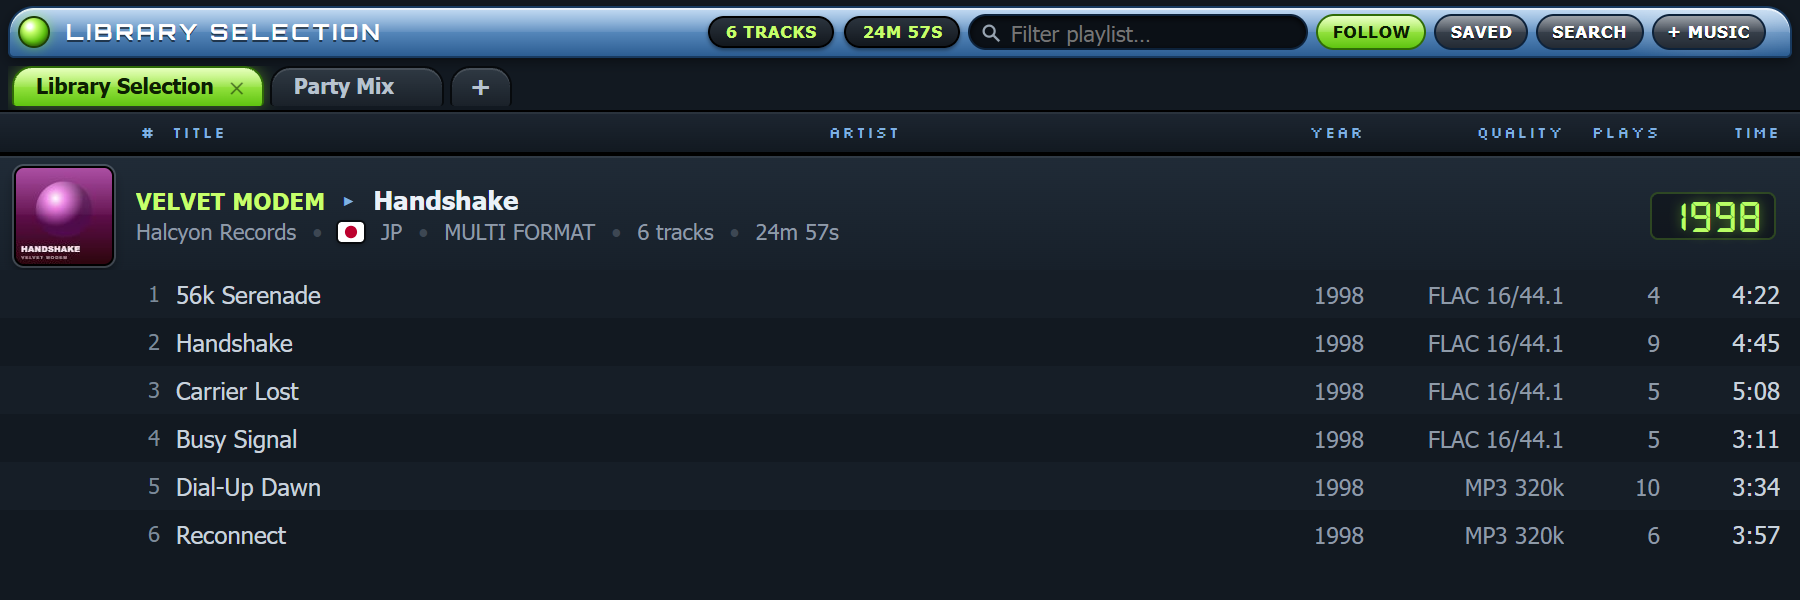 LIBRARY SELECTION 6 TRACKS 24M 57S Filter playlist... FOLLOW SAVED SEARCH + MUSIC
Library Selection × Party Mix +
# TITLE ARTIST YEAR QUALITY PLAYS TIME
VELVET MODEM ▸ Handshake
Halcyon Records • JP • MULTI FORMAT • 6 tracks • 24m 57s
1998
HANDSHAKE
VELVET MODEM
1 56k Serenade 1998 FLAC 16/44.1 4 4:22
2 Handshake 1998 FLAC 16/44.1 9 4:45
3 Carrier Lost 1998 FLAC 16/44.1 5 5:08
4 Busy Signal 1998 FLAC 16/44.1 5 3:11
5 Dial-Up Dawn 1998 MP3 320k 10 3:34
6 Reconnect 1998 MP3 320k 6 3:57